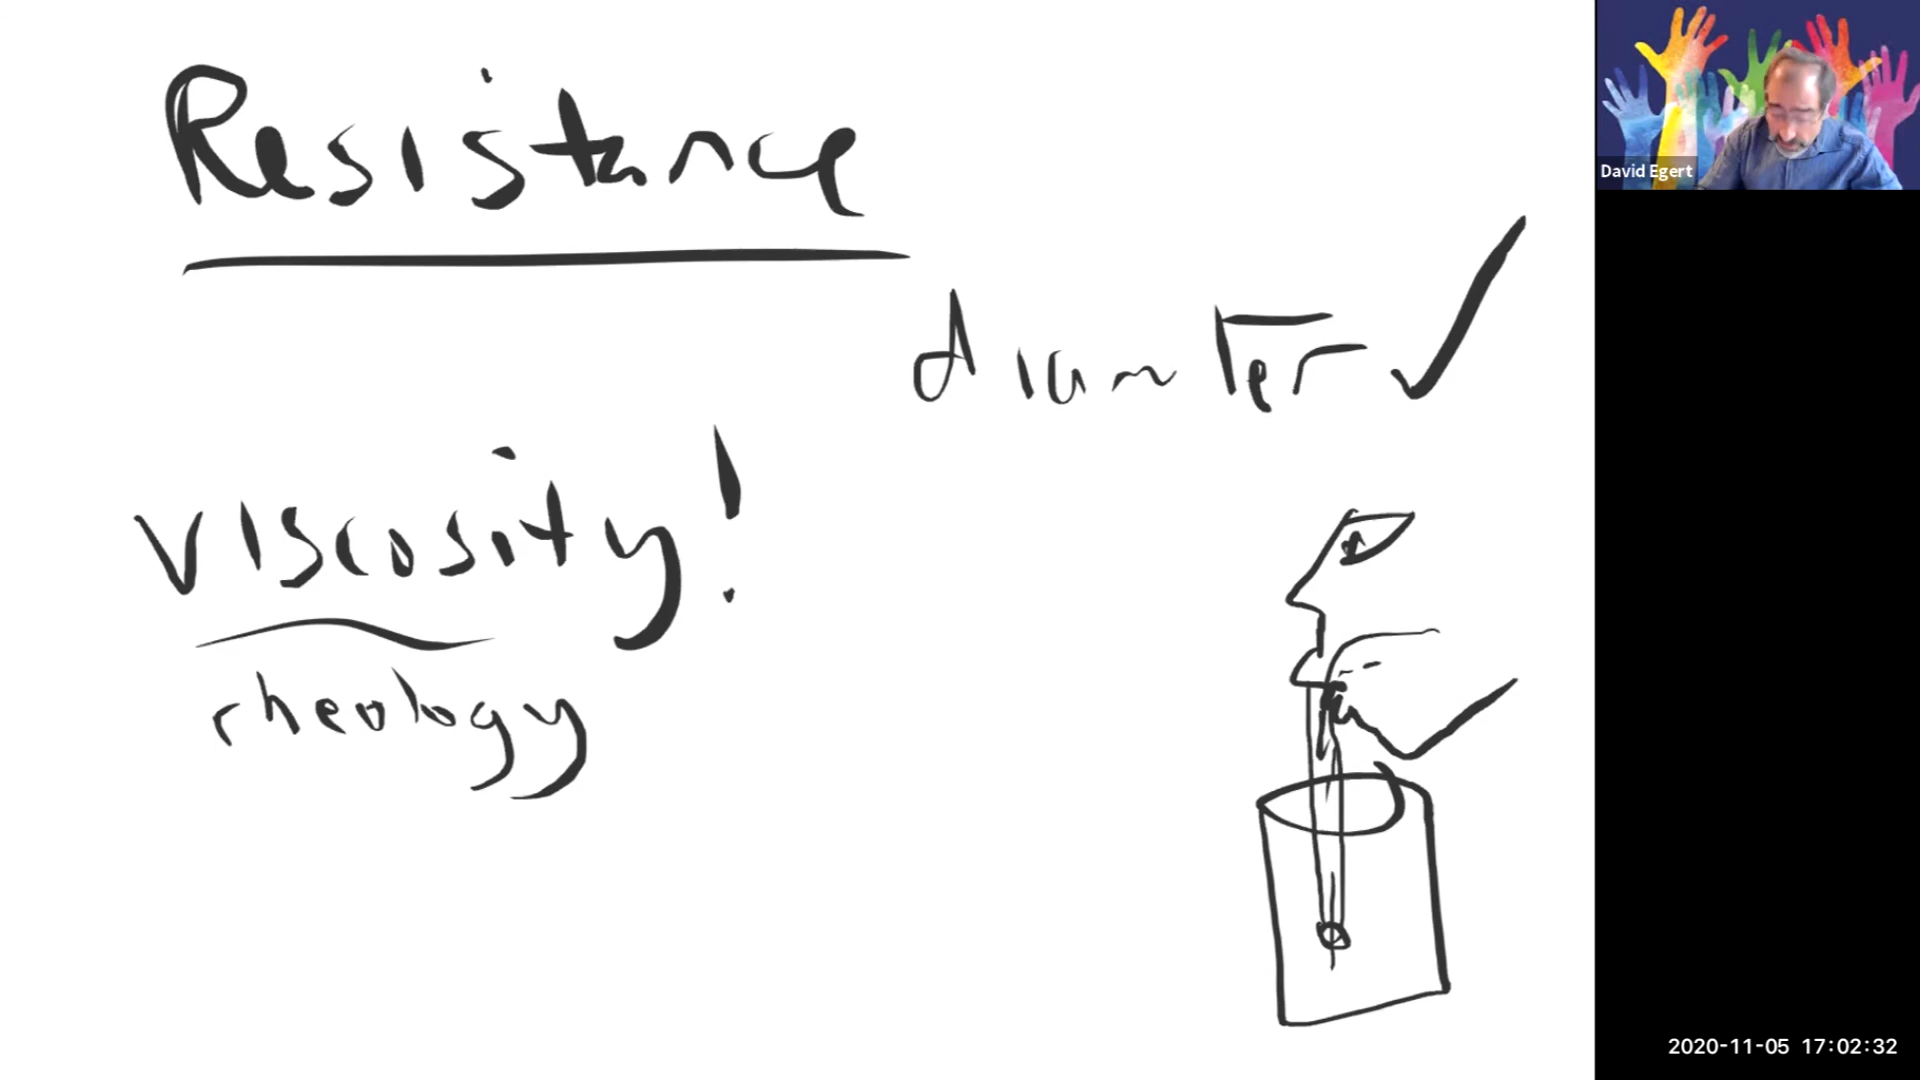 Resistance
diameter ✓
viscosity!
rheology
David Egert
2020-11-05 17:02:32